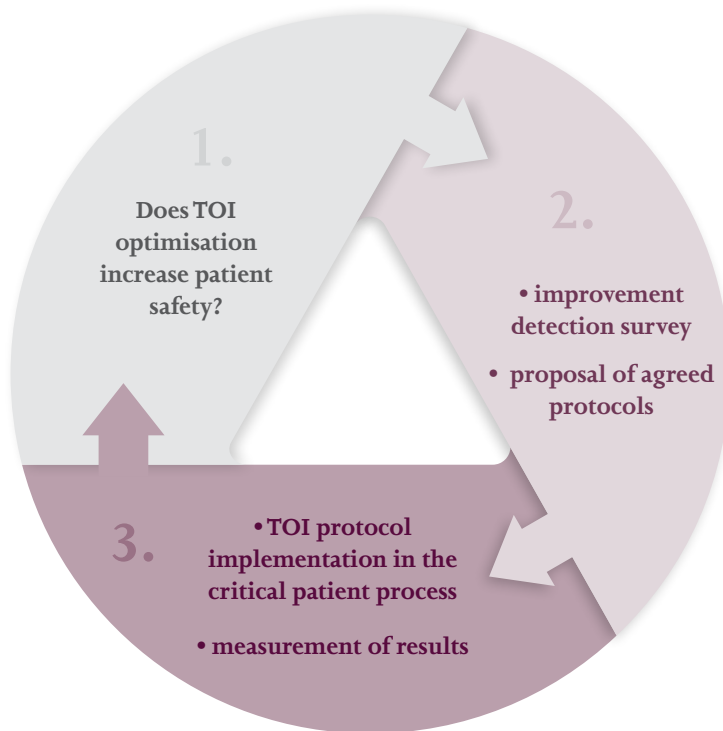 1.
Does TOI
optimisation
increase patient
safety?
2.
• improvement
detection survey
• proposal of agreed
protocols
3.
• TOI protocol
implementation in the
critical patient process
• measurement of results